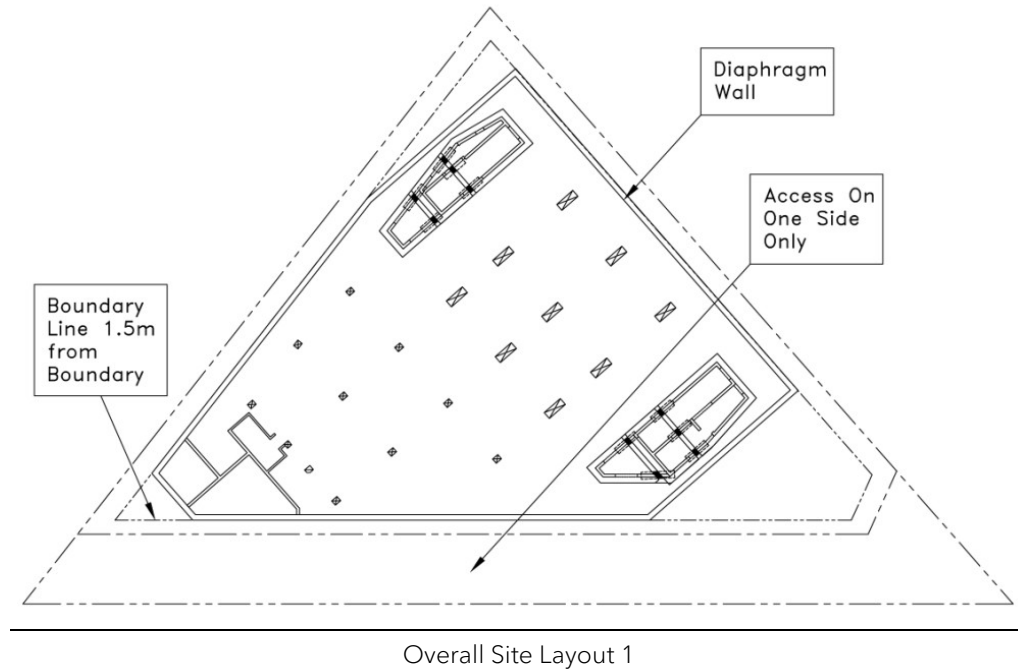 Diaphragm
Wall
Access On
One Side
Only
Boundary
Line 1.5m
from
Boundary
Overall Site Layout 1